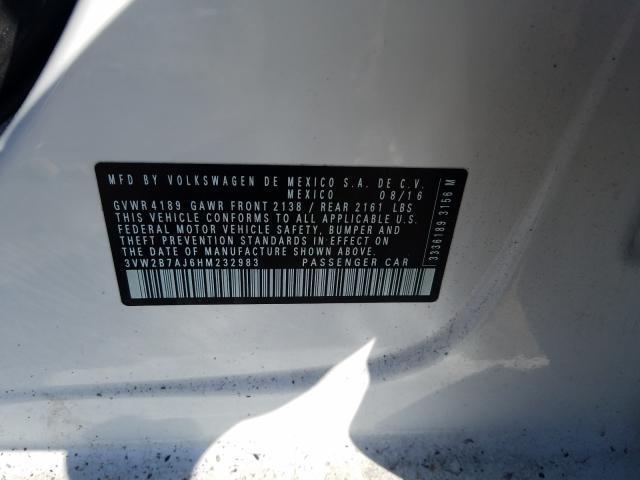 MFD BY VOLKSWAGEN DE MEXICO S.A. DE C.V.
MEXICO 08/16
GVWR 4189 GAWR FRONT 2138 / REAR 2161 LBS
THIS VEHICLE CONFORMS TO ALL APPLICABLE U.S.
FEDERAL MOTOR VEHICLE SAFETY, BUMPER AND
THEFT PREVENTION STANDARDS IN EFFECT ON THE
DATE OF MANUFACTURE SHOWN ABOVE.
3VW2B7AJ6HM232983 PASSENGER CAR
3336189 3156 M